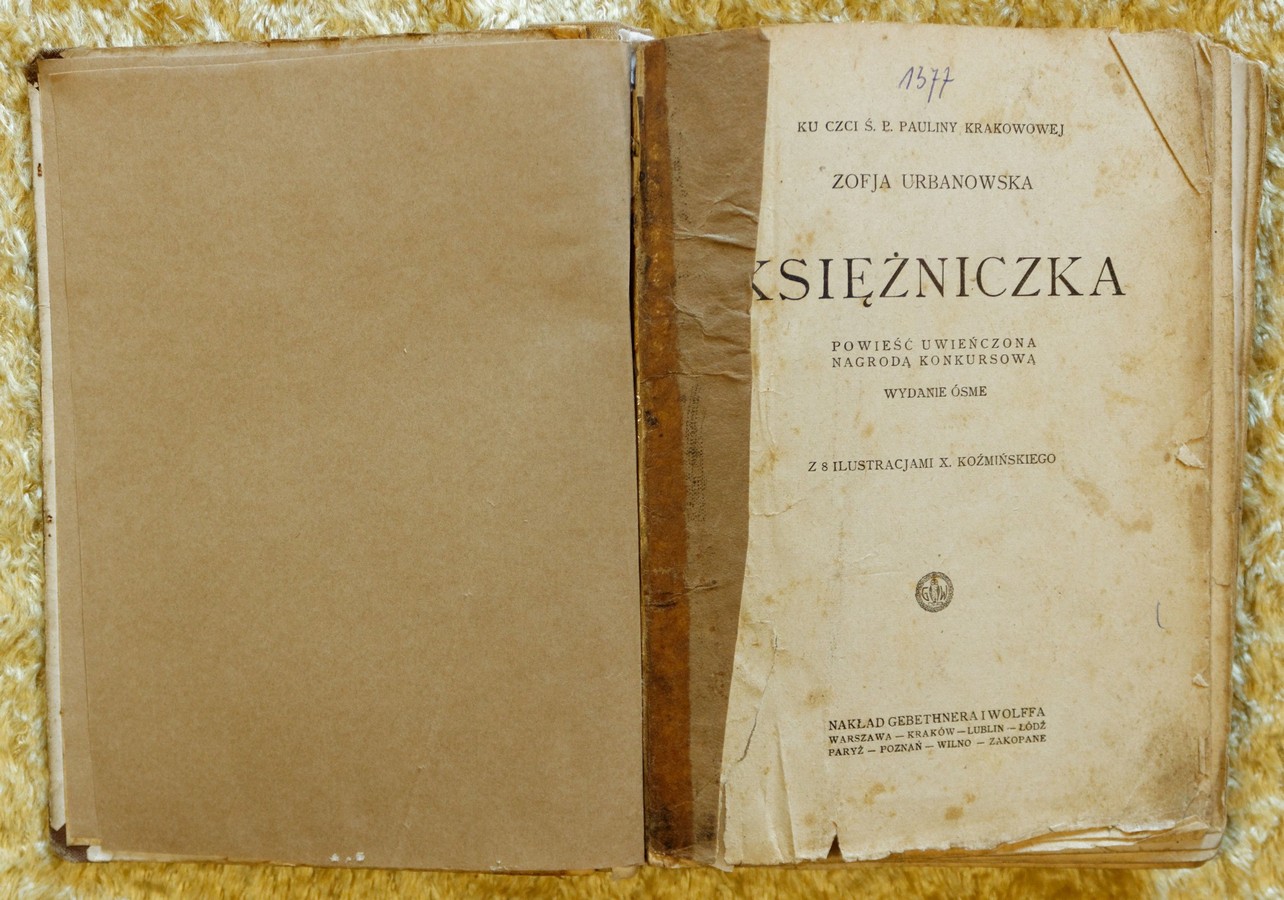 1377
KU CZCI Ś. P. PAULINY KRAKOWOWEJ
ZOFJA URBANOWSKA
KSIĘŻNICZKA
POWIEŚĆ UWIEŃCZONA
NAGRODĄ KONKURSOWĄ
WYDANIE ÓSME
Z 8 ILUSTRACJAMI X. KOŹMIŃSKIEGO
G W
NAKŁAD GEBETHNERA I WOLFFA
WARSZAWA — KRAKÓW — LUBLIN — ŁÓDŹ
PARYŻ — POZNAŃ — WILNO — ZAKOPANE